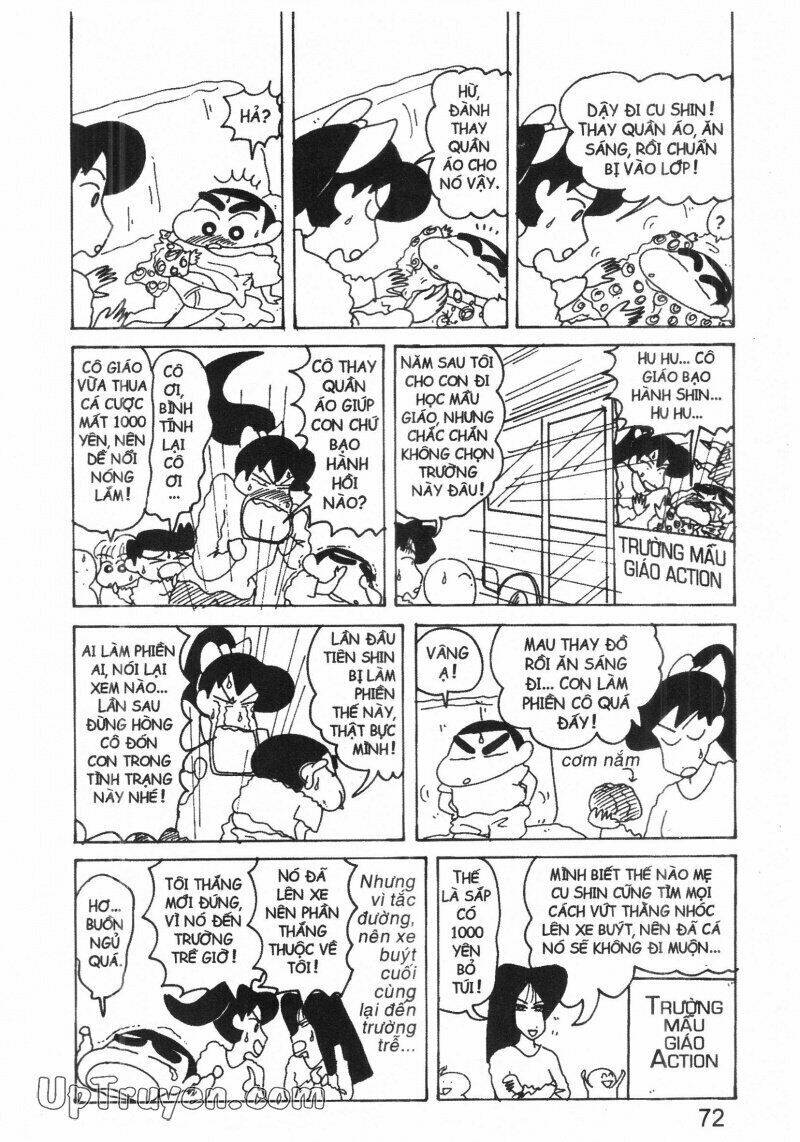 DẬY ĐI CU SHIN!
THAY QUẦN ÁO, ĂN
SÁNG, RỒI CHUẨN
BỊ VÀO LỚP!
?
HỪ,
ĐÀNH
THAY
QUẦN
ÁO CHO
NÓ VẬY.
HẢ?
HU HU... CÔ
GIÁO BẠO
HÀNH SHIN...
HU HU...
NĂM SAU TÔI
CHO CON ĐI
HỌC MẪU
GIÁO, NHƯNG
CHẮC CHẮN
KHÔNG CHỌN
TRƯỜNG
NÀY ĐÂU!
TRƯỜNG MẪU
GIÁO ACTION
CÔ THAY
QUẦN
ÁO GIÚP
CON CHỨ
BẠO
HÀNH
HỒI
NÀO?
CÔ
ƠI,
BÌNH
TĨNH
LẠI
CÔ
ƠI
...
CÔ GIÁO
VỪA THUA
CÁ CƯỢC
MẤT 1000
YÊN, NÊN
DỄ NỔI
NÓNG
LẮM!
MAU THAY ĐỒ
RỒI ĂN SÁNG
ĐI... CON LÀM
PHIỀN CÔ QUÁ
ĐẤY!
cơm nắm
VÂNG
Ạ!
LẦN ĐẦU
TIÊN SHIN
BỊ LÀM
PHIỀN
THẾ NÀY,
THẬT BỰC
MÌNH!
AI LÀM PHIỀN
AI, NÓI LẠI
XEM NÀO...
LẦN SAU
ĐỪNG HÒNG
CÔ ĐÓN
CON TRONG
TÌNH TRẠNG
NÀY NHÉ!
MÌNH BIẾT THẾ NÀO MẸ
CU SHIN CŨNG TÌM MỌI
CÁCH VỨT THẰNG NHÓC
LÊN XE BUÝT, NÊN ĐÃ CÁ
NÓ SẼ KHÔNG ĐI MUỘN...
THẾ
LÀ SẮP
CÓ
1000
YÊN
BỎ
TÚI!
TRƯỜNG
MẪU
GIÁO
ACTION
Nhưng
vì tắc
đường,
nên xe
buýt
cuối
cùng
lại đến
trường
trễ...
NÓ ĐÃ
LÊN XE
NÊN PHẦN
THẮNG
THUỘC VỀ
TÔI!
TÔI THẮNG
MỚI ĐÚNG,
VÌ NÓ ĐẾN
TRƯỜNG
TRỄ GIỜ!
HƠ...
BUỒN
NGỦ
QUÁ.
UpTruyen.com
72